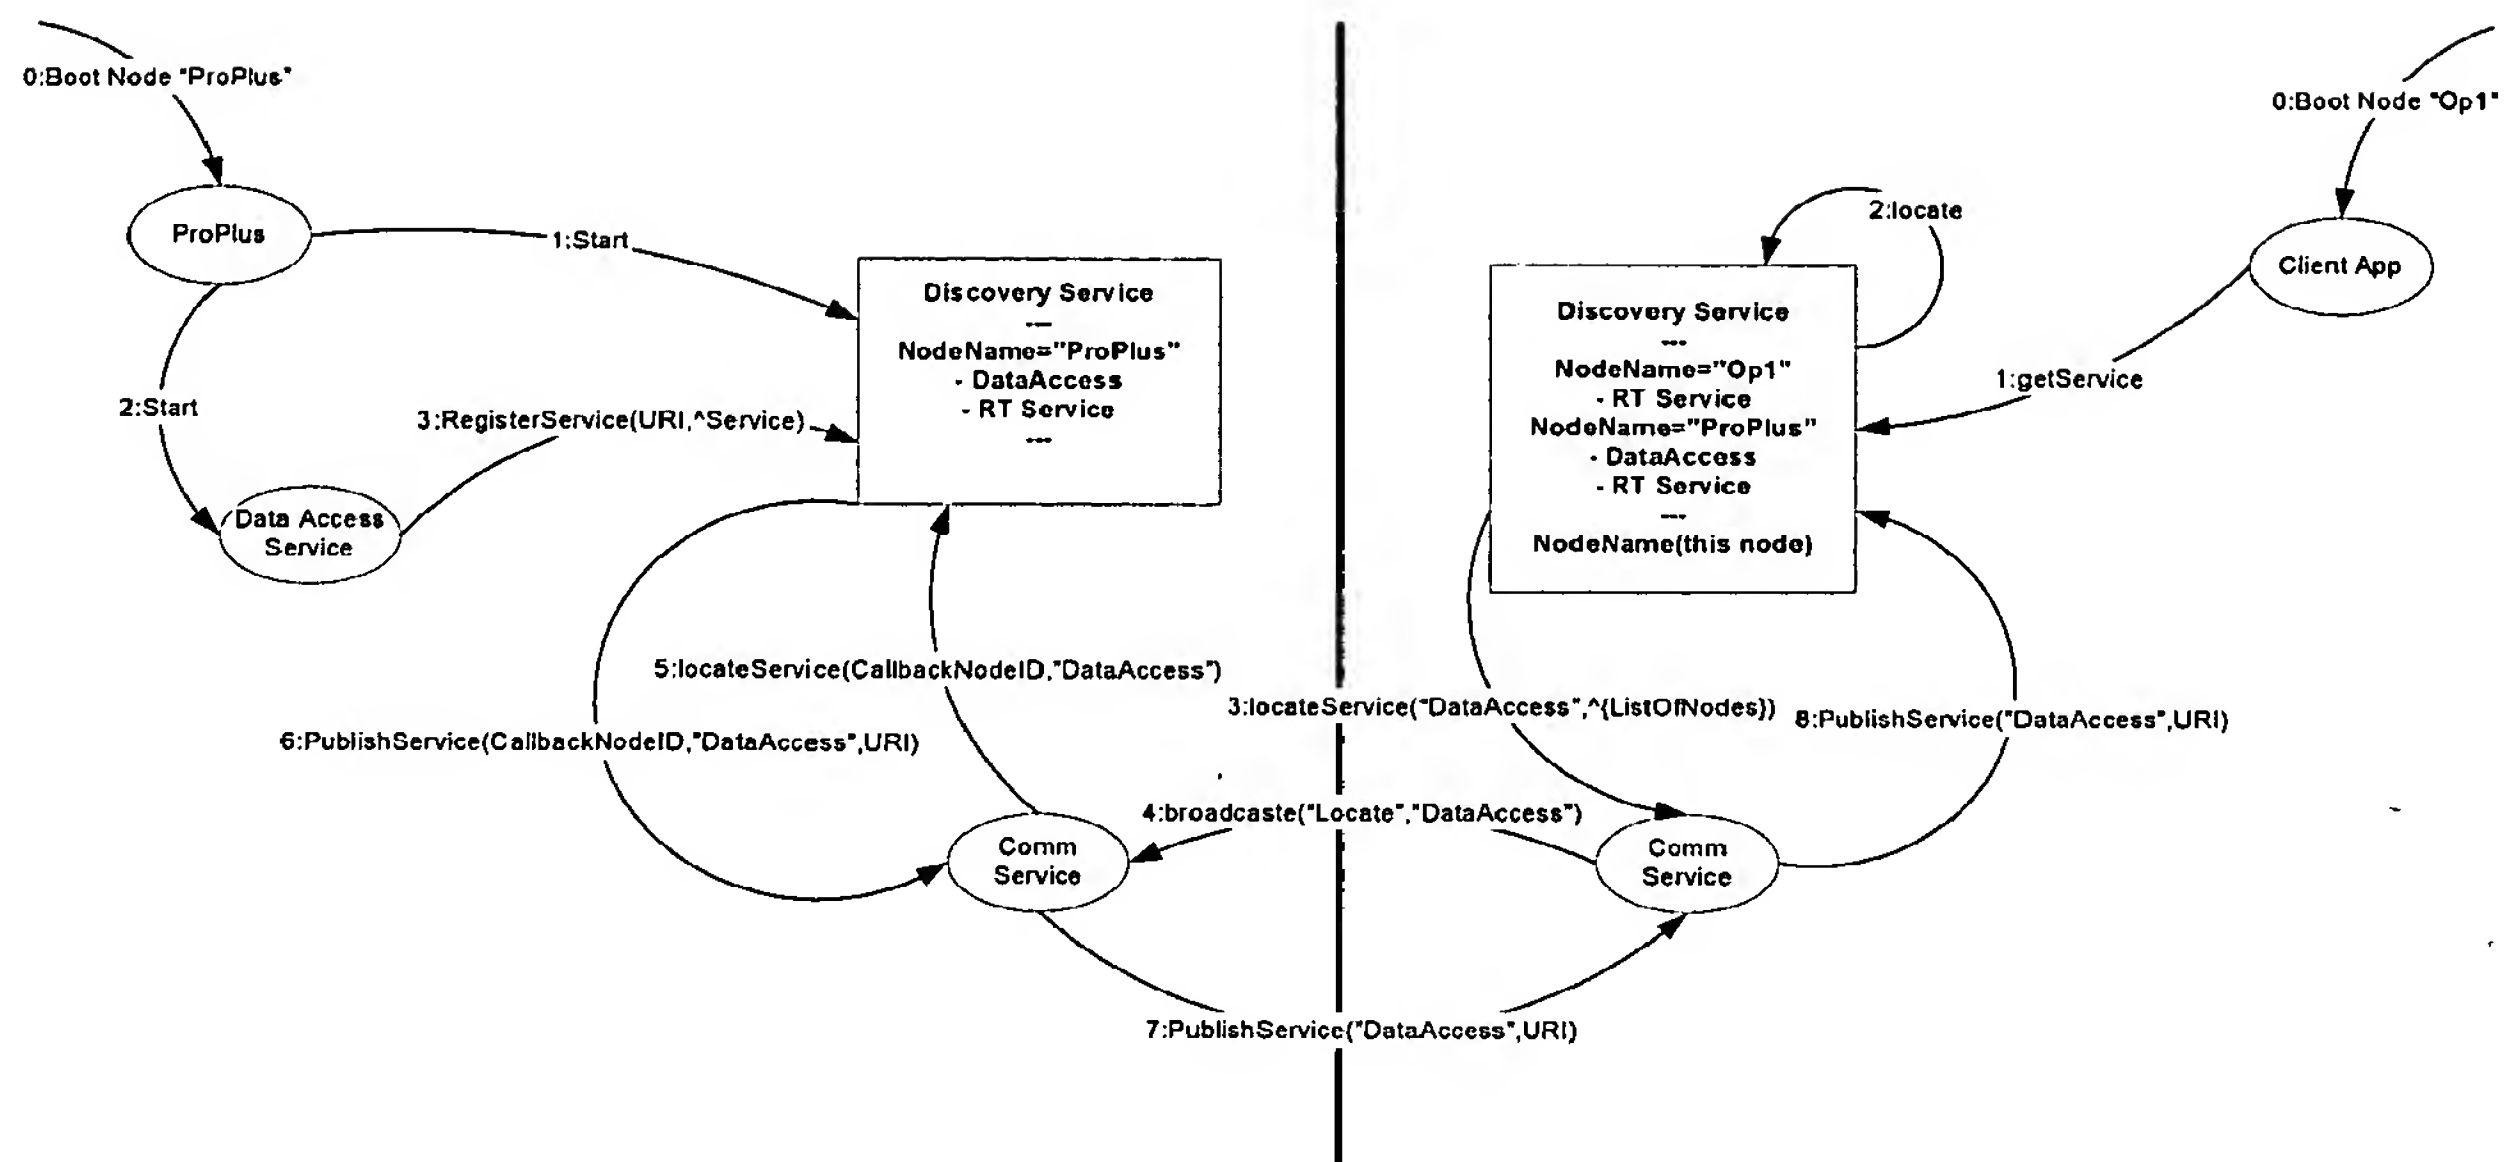 0:Boot Node "ProPlus"
ProPlus
1:Start
2:Start
3:RegisterService(URI,^Service)
Data Access
Service
Discovery Service
---
NodeName="ProPlus"
- DataAccess
- RT Service
---
5:locateService(CallbackNodeID,"DataAccess")
6:PublishService(CallbackNodeID,"DataAccess",URI)
Comm
Service
4:broadcaste("Locate","DataAccess")
7:PublishService("DataAccess",URI)
0:Boot Node "Op1"
Client App
1:getService
2:locate
Discovery Service
---
NodeName="Op1"
- RT Service
NodeName="ProPlus"
- DataAccess
- RT Service
---
NodeName(this node)
3:locateService("DataAccess",^{ListOfNodes})
8:PublishService("DataAccess",URI)
Comm
Service